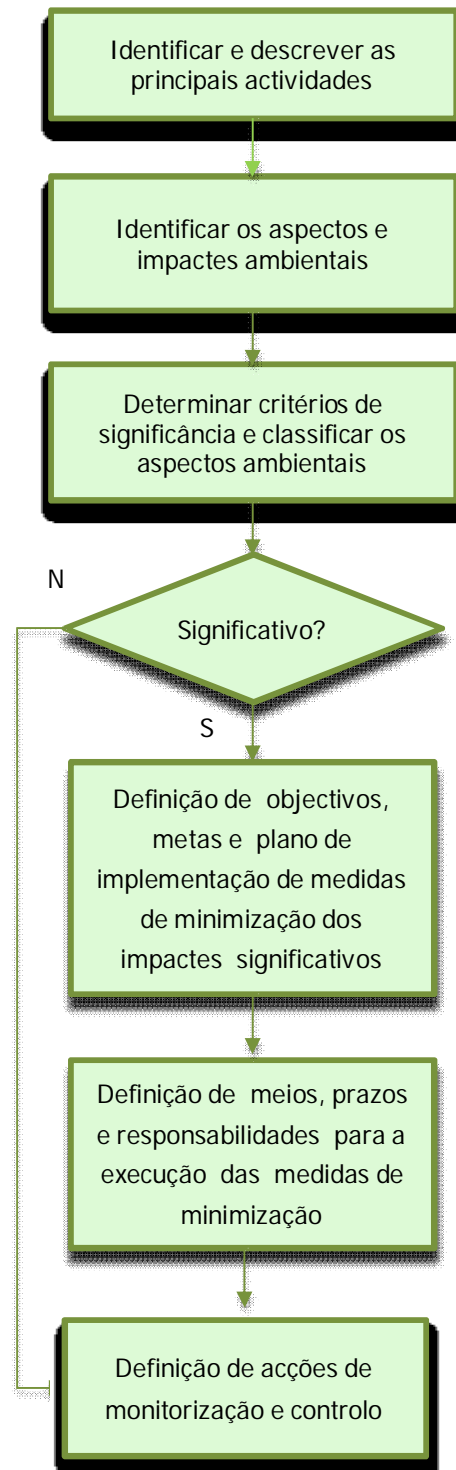 Identificar e descrever as
principais actividades
Identificar os aspectos e
impactes ambientais
Determinar critérios de
significância e classificar os
aspectos ambientais
N
Significativo?
S
Definição de objectivos,
metas e plano de
implementação de medidas
de minimização dos
impactes significativos
Definição de meios, prazos
e responsabilidades para a
execução das medidas de
minimização
Definição de acções de
monitorização e controlo